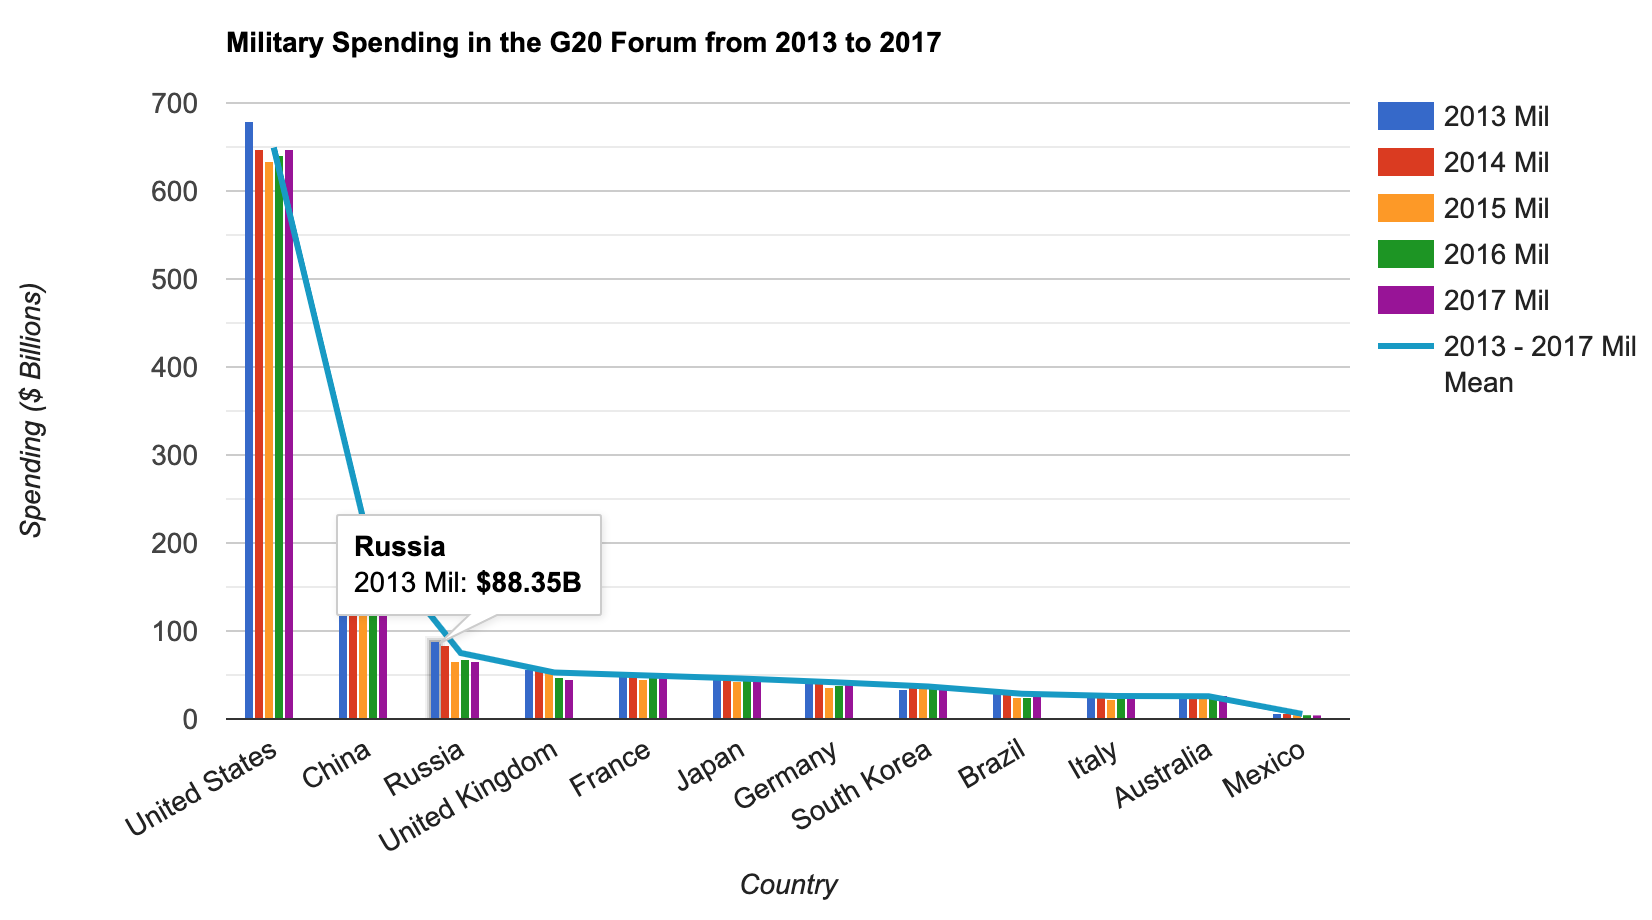 Military Spending in the G20 Forum from 2013 to 2017
700
600
500
400
300
200
100
0
Spending ($ Billions)
Russia
2013 Mil: $88.35B
United States
China
Russia
United Kingdom
France
Japan
Germany
South Korea
Brazil
Italy
Australia
Mexico
Country
2013 Mil
2014 Mil
2015 Mil
2016 Mil
2017 Mil
2013 - 2017 Mil
Mean